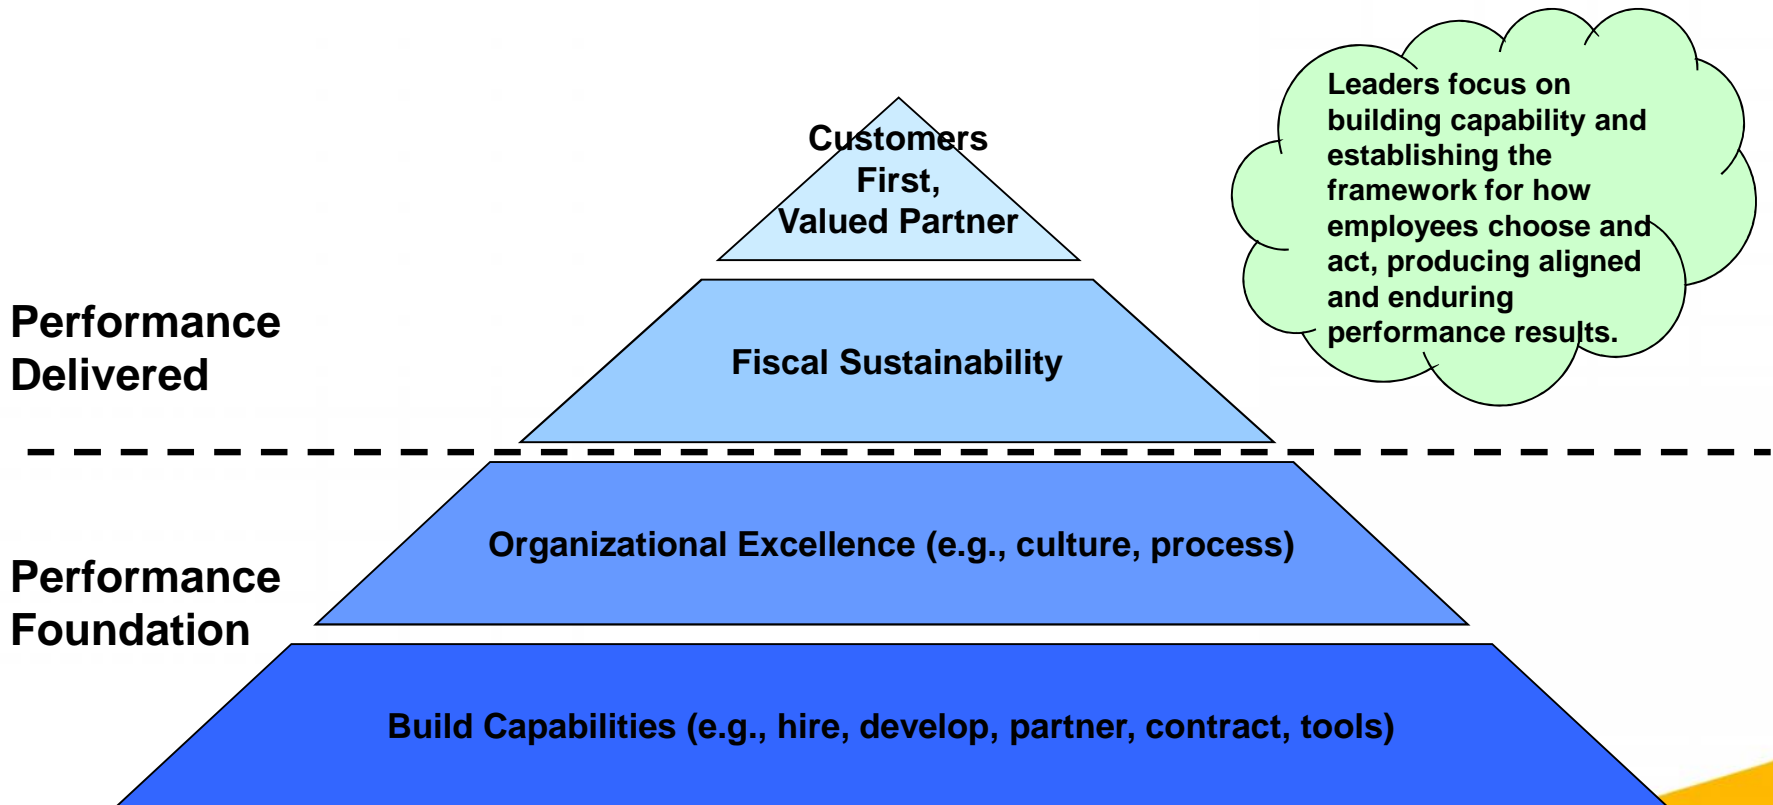 Leaders focus on
building capability and
establishing the
framework for how
employees choose and
act, producing aligned
and enduring
performance results.
Customers
First,
Valued Partner
Performance
Delivered
Fiscal Sustainability
Performance
Foundation
Organizational Excellence (e.g., culture, process)
Build Capabilities (e.g., hire, develop, partner, contract, tools)